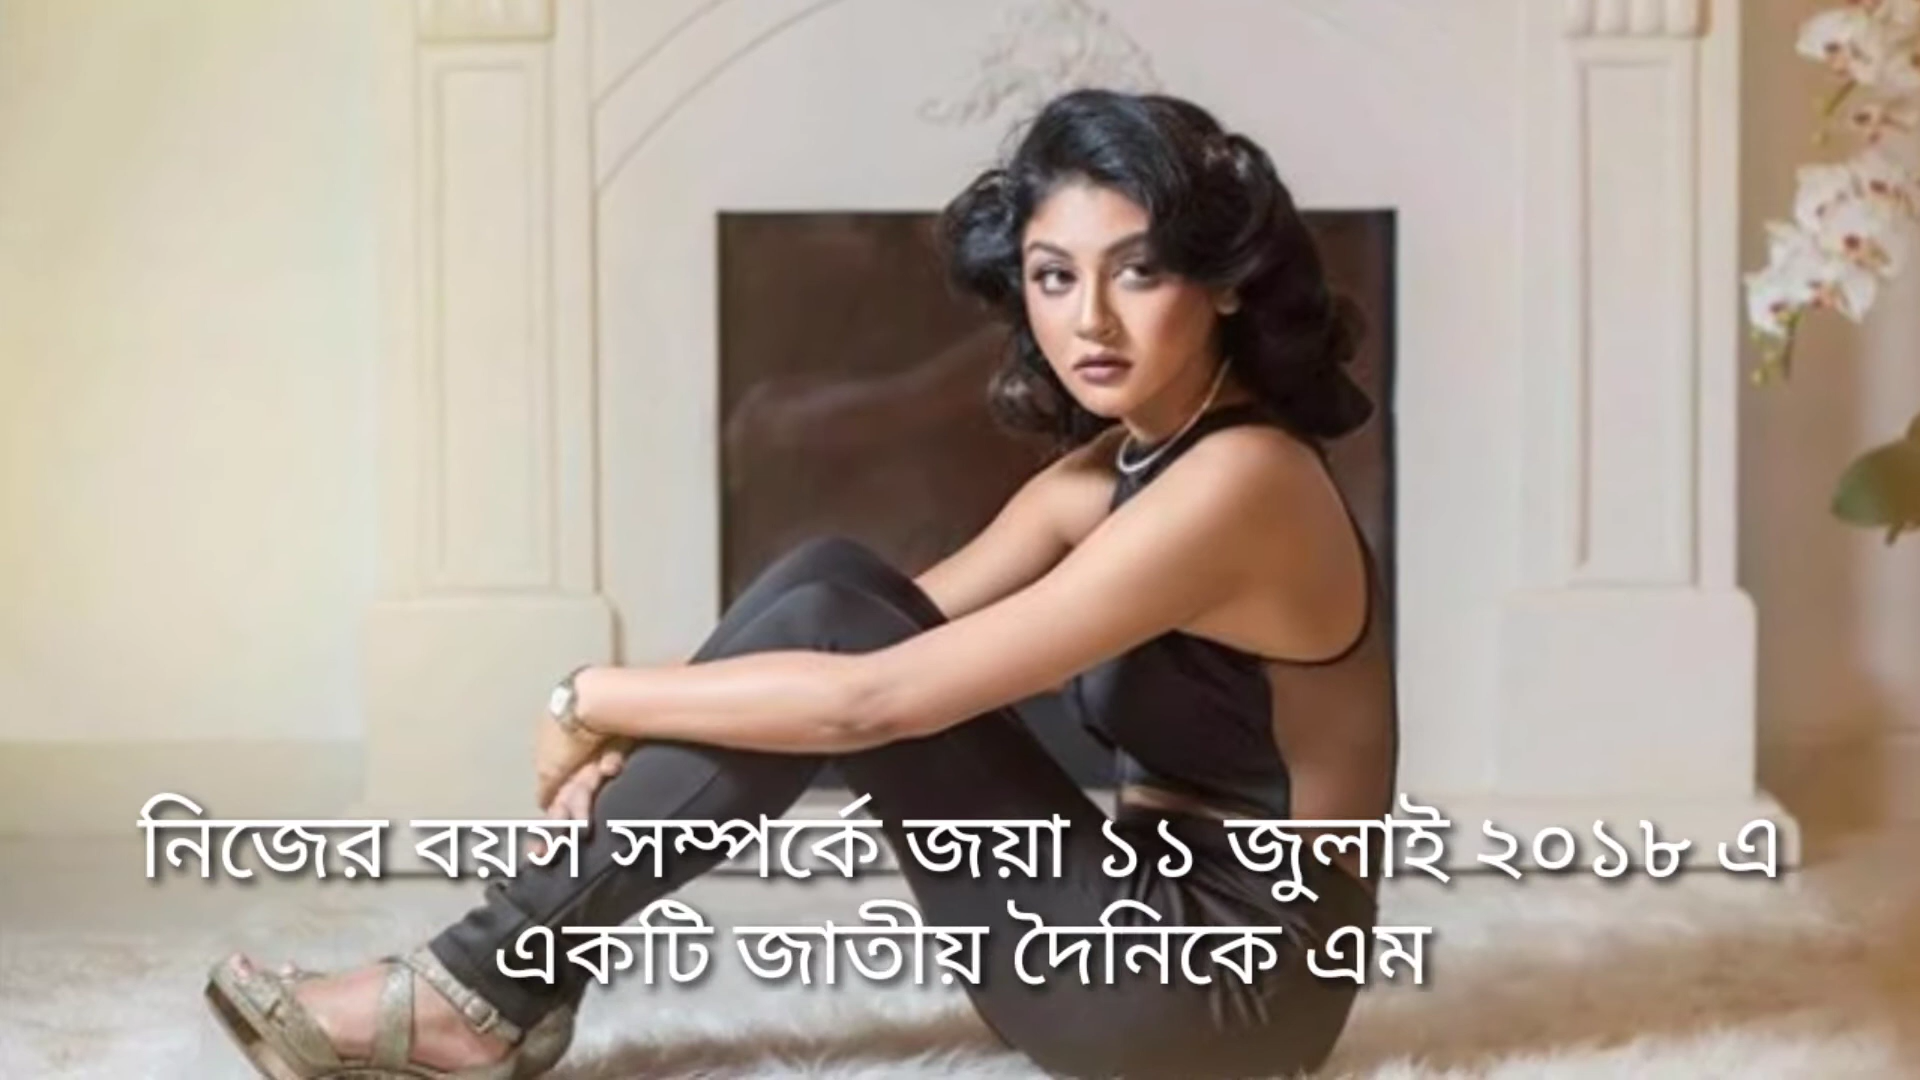 নিজের বয়স সম্পর্কে জয়া ১১ জুলাই ২০১৮ এ
একটি জাতীয় দৈনিকে এম